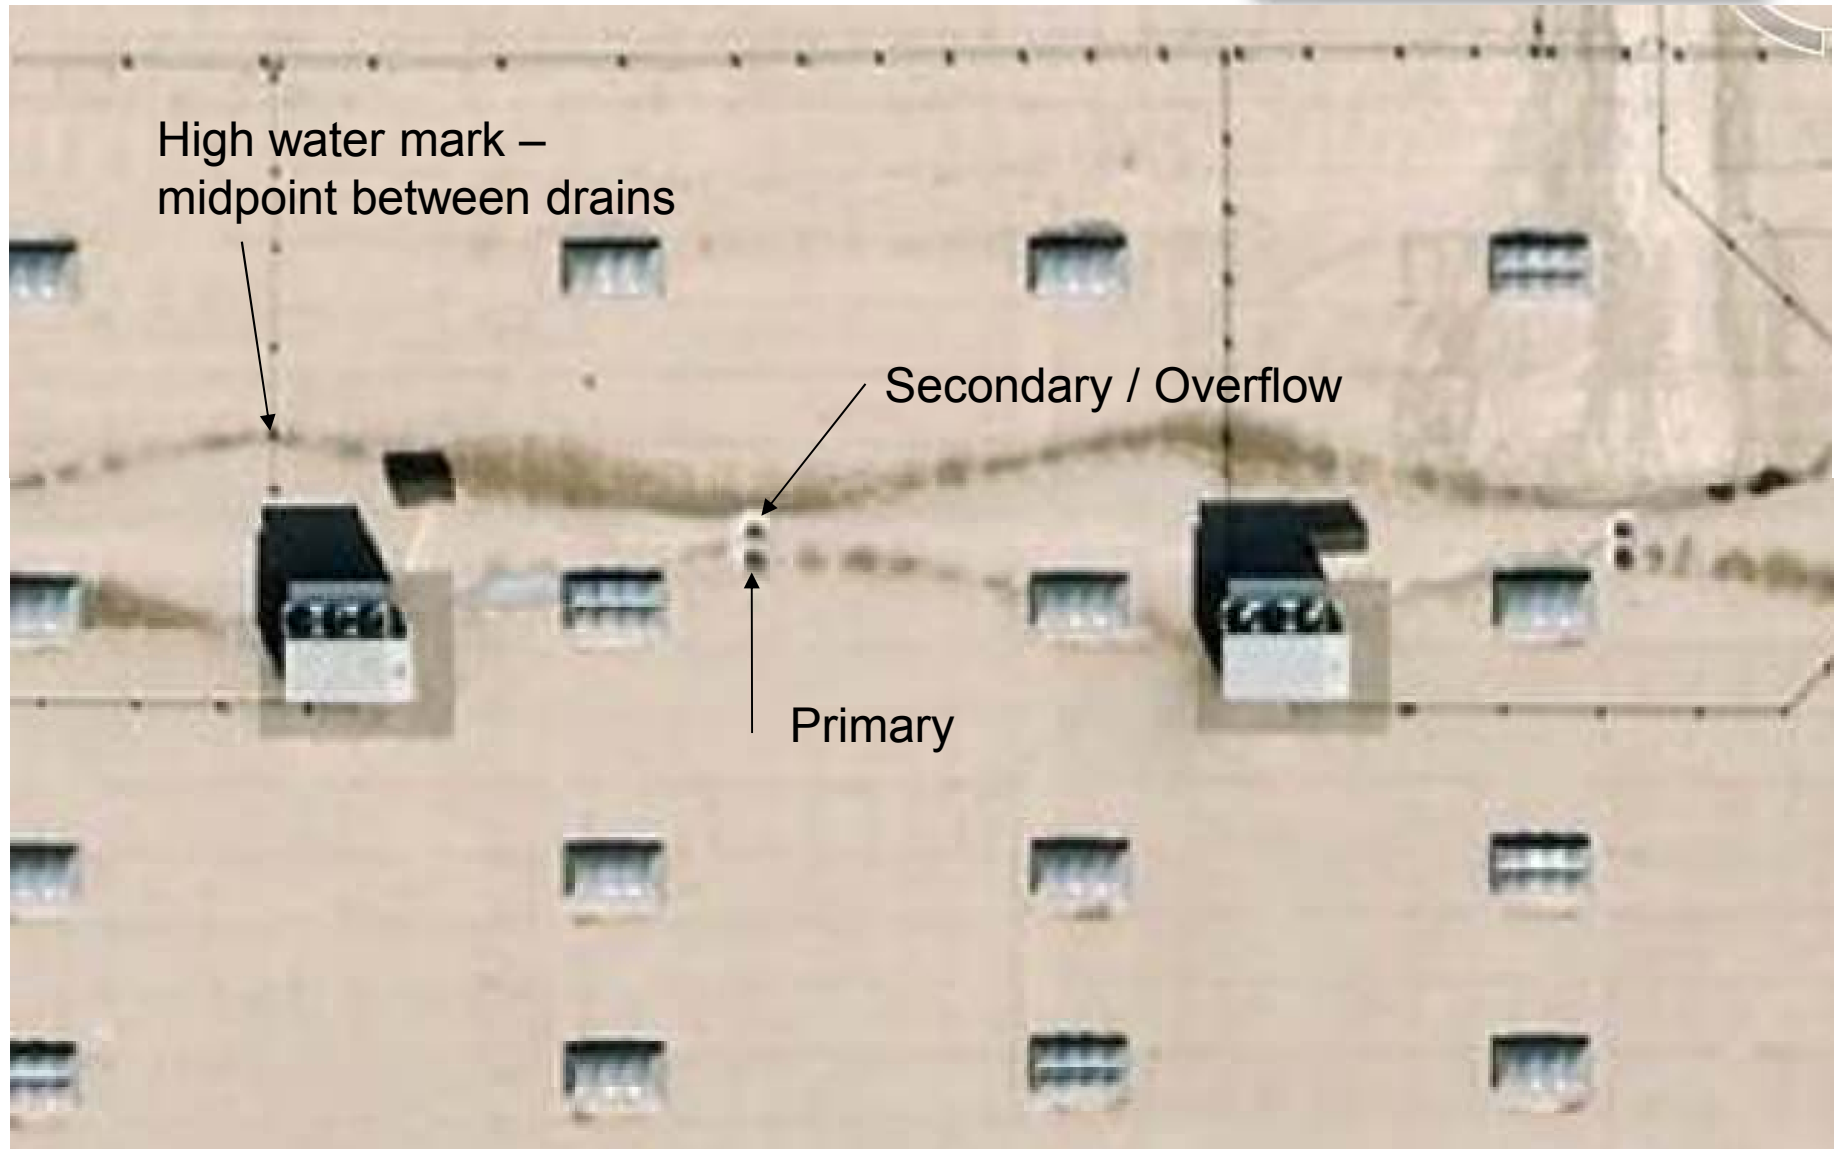 High water mark –
midpoint between drains
Secondary / Overflow
Primary